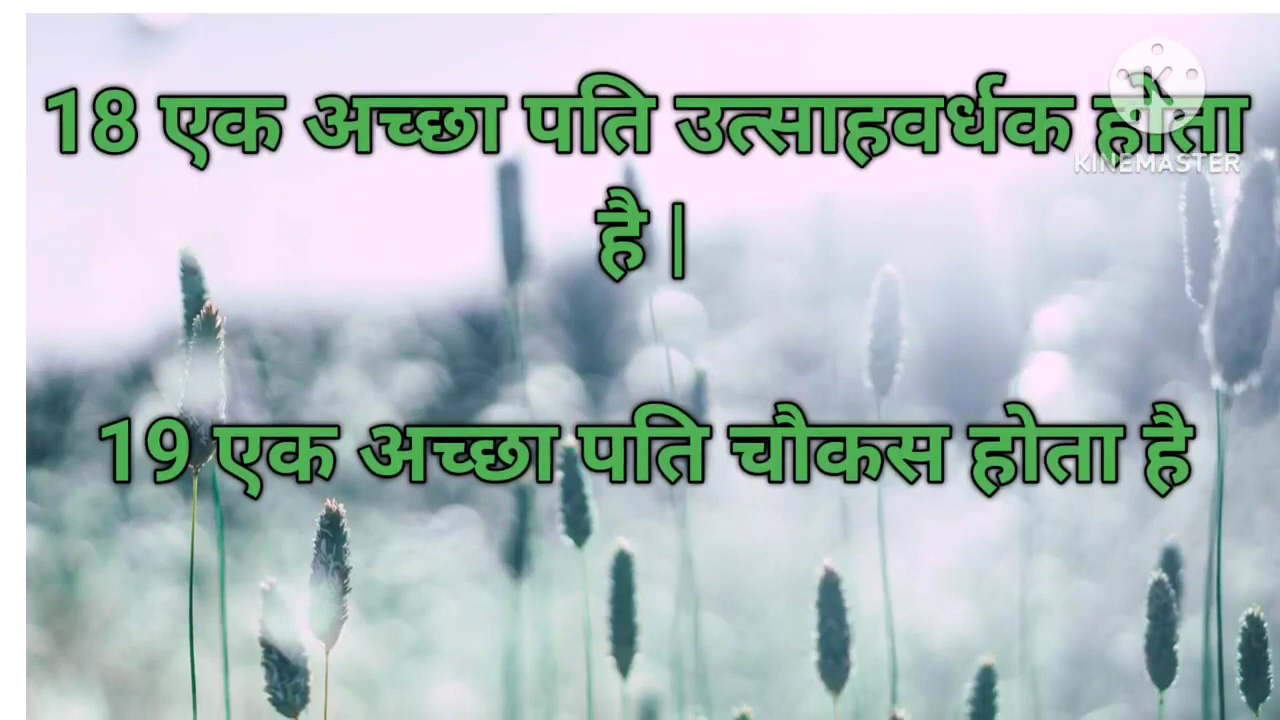 18 एक अच्छा पति उत्साहवर्धक होता
है |
19 एक अच्छा पति चौकस होता है
KINEMASTER